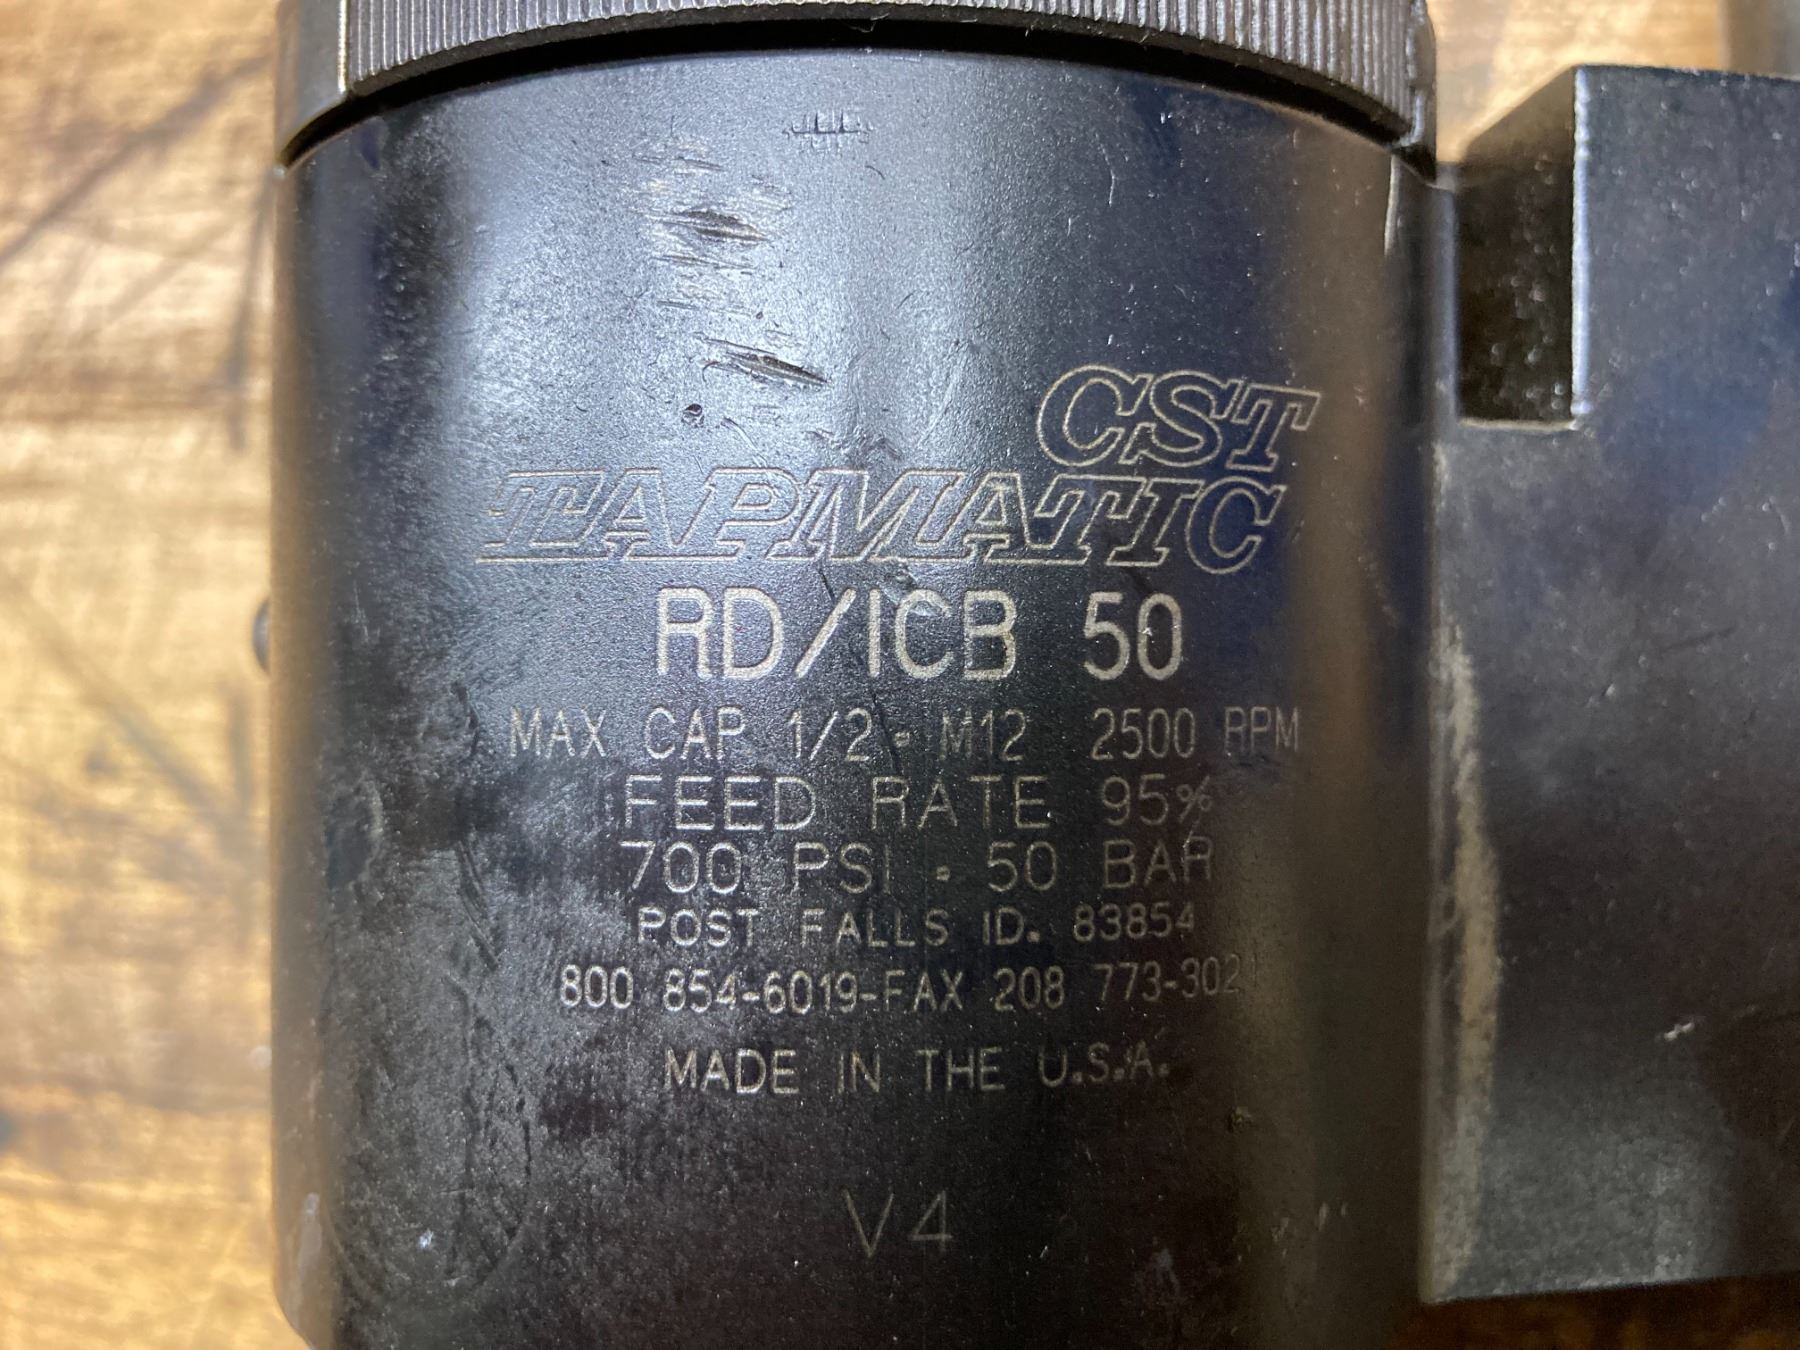 CST
TAPMATIC
RD/ICB 50
MAX CAP 1/2 - M12 2500 RPM
FEED RATE 95%
700 PSI - 50 BAR
POST FALLS ID. 83854
800 854-6019-FAX 208 773-3021
MADE IN THE U.S.A.
V4